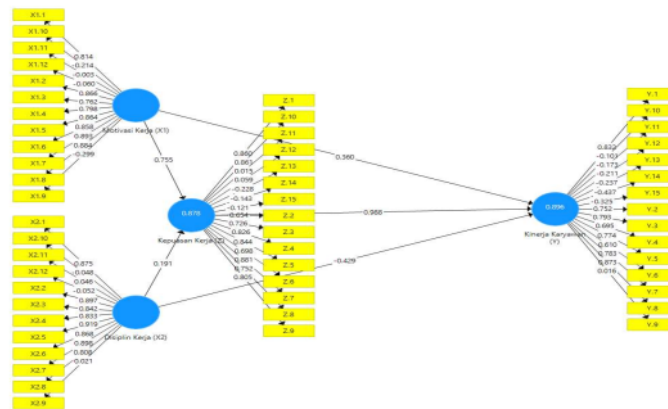 X1.1
X1.10
X1.11
X1.12
X1.2
X1.3
X1.4
X1.5
X1.6
X1.7
X1.8
X1.9
0.814
-0.214
-0.003
-0.060
0.866
0.762
0.798
0.864
0.858
0.893
0.884
-0.299
Motivasi Kerja (X1)
X2.1
X2.10
X2.11
X2.12
X2.2
X2.3
X2.4
X2.5
X2.6
X2.7
X2.8
X2.9
0.875
0.048
0.046
-0.052
0.897
0.842
0.833
0.919
0.868
0.898
0.808
0.021
Disiplin Kerja (X2)
0.755
0.191
0.878
Kepuasan Kerja (Z)
Z.1
Z.10
Z.11
Z.12
Z.13
Z.14
Z.15
Z.2
Z.3
Z.4
Z.5
Z.6
Z.7
Z.8
Z.9
0.860
0.863
0.015
0.059
-0.228
-0.143
-0.121
0.654
0.726
0.826
0.844
0.698
0.881
0.752
0.805
0.360
0.988
-0.429
0.896
Kinerja Karyawan
(Y)
Y.1
Y.10
Y.11
Y.12
Y.13
Y.14
Y.15
Y.2
Y.3
Y.4
Y.5
Y.6
Y.7
Y.8
Y.9
0.832
-0.103
-0.173
-0.211
-0.237
-0.437
-0.325
0.752
0.793
0.695
0.774
0.610
0.783
0.873
0.016